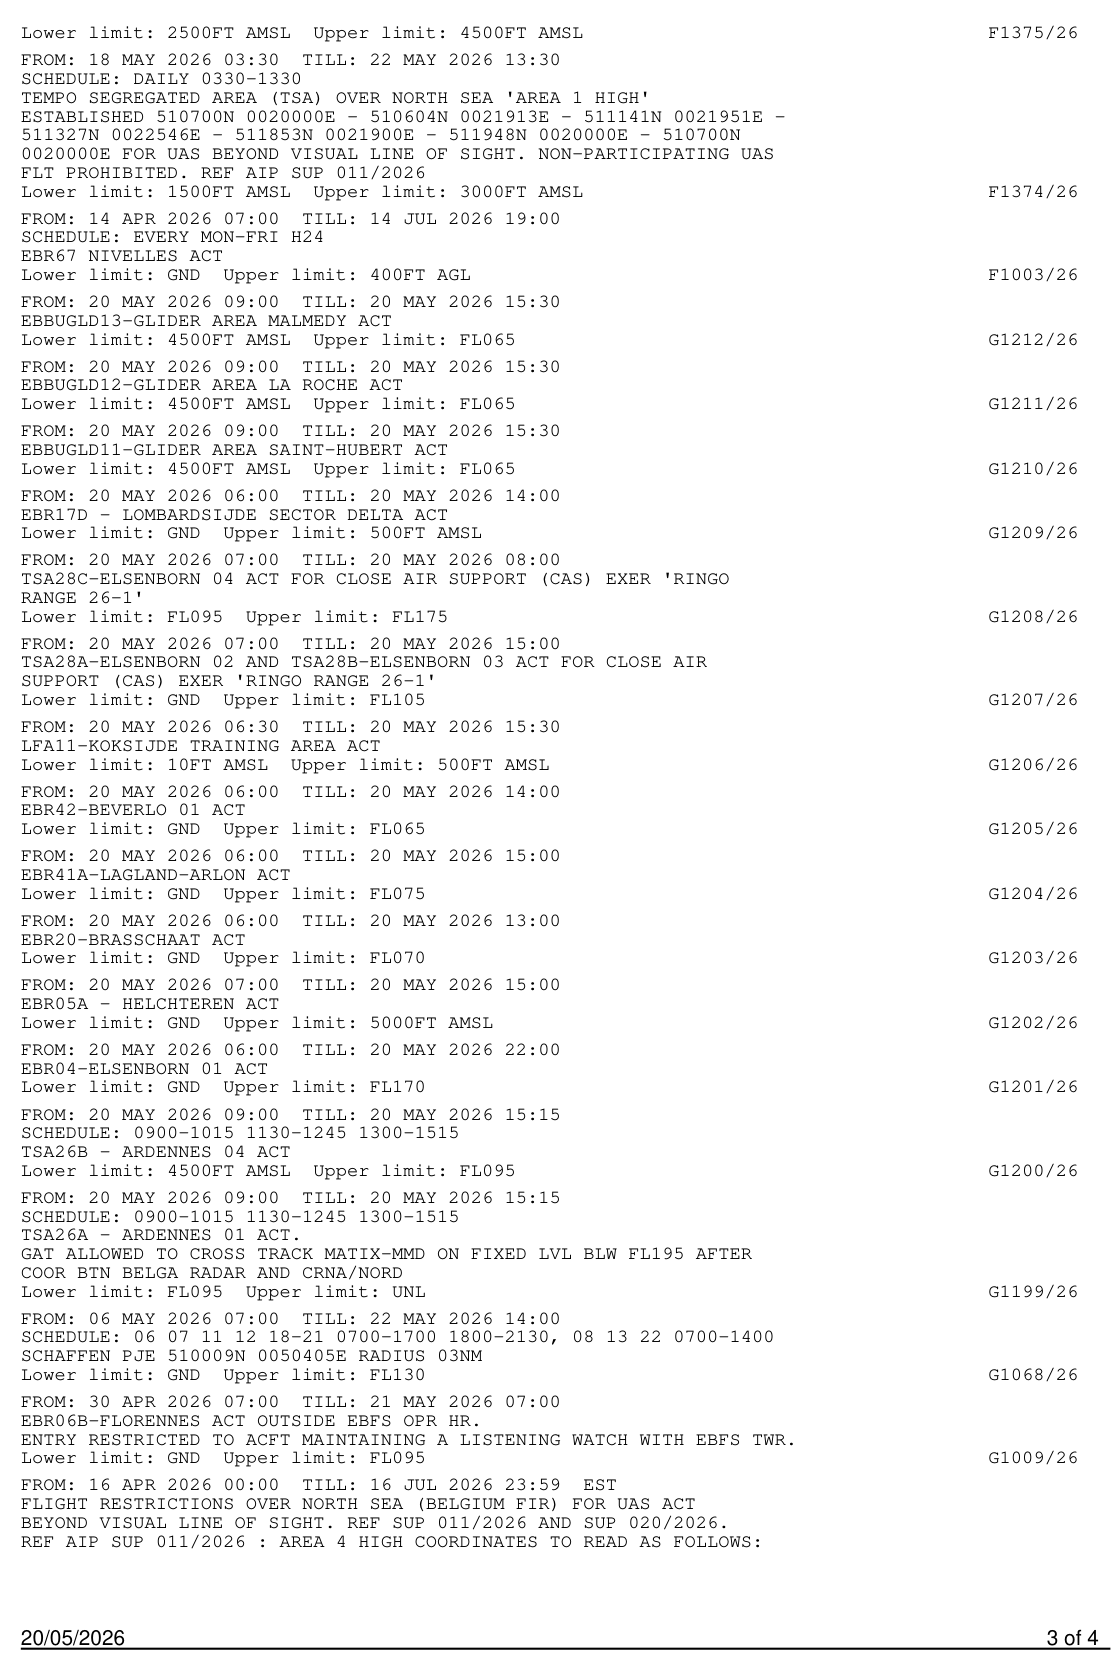 Lower limit: 2500FT AMSL  Upper limit: 4500FT AMSL F1375/26
FROM: 18 MAY 2026 03:30  TILL: 22 MAY 2026 13:30
SCHEDULE: DAILY 0330-1330
TEMPO SEGREGATED AREA (TSA) OVER NORTH SEA 'AREA 1 HIGH'
ESTABLISHED 510700N 0020000E - 510604N 0021913E - 511141N 0021951E -
511327N 0022546E - 511853N 0021900E - 511948N 0020000E - 510700N
0020000E FOR UAS BEYOND VISUAL LINE OF SIGHT. NON-PARTICIPATING UAS
FLT PROHIBITED. REF AIP SUP 011/2026
Lower limit: 1500FT AMSL  Upper limit: 3000FT AMSL F1374/26
FROM: 14 APR 2026 07:00  TILL: 14 JUL 2026 19:00
SCHEDULE: EVERY MON-FRI H24
EBR67 NIVELLES ACT
Lower limit: GND  Upper limit: 400FT AGL F1003/26
FROM: 20 MAY 2026 09:00  TILL: 20 MAY 2026 15:30
EBBUGLD13-GLIDER AREA MALMEDY ACT
Lower limit: 4500FT AMSL  Upper limit: FL065 G1212/26
FROM: 20 MAY 2026 09:00  TILL: 20 MAY 2026 15:30
EBBUGLD12-GLIDER AREA LA ROCHE ACT
Lower limit: 4500FT AMSL  Upper limit: FL065 G1211/26
FROM: 20 MAY 2026 09:00  TILL: 20 MAY 2026 15:30
EBBUGLD11-GLIDER AREA SAINT-HUBERT ACT
Lower limit: 4500FT AMSL  Upper limit: FL065 G1210/26
FROM: 20 MAY 2026 06:00  TILL: 20 MAY 2026 14:00
EBR17D - LOMBARDSIJDE SECTOR DELTA ACT
Lower limit: GND  Upper limit: 500FT AMSL G1209/26
FROM: 20 MAY 2026 07:00  TILL: 20 MAY 2026 08:00
TSA28C-ELSENBORN 04 ACT FOR CLOSE AIR SUPPORT (CAS) EXER 'RINGO
RANGE 26-1'
Lower limit: FL095  Upper limit: FL175 G1208/26
FROM: 20 MAY 2026 07:00  TILL: 20 MAY 2026 15:00
TSA28A-ELSENBORN 02 AND TSA28B-ELSENBORN 03 ACT FOR CLOSE AIR
SUPPORT (CAS) EXER 'RINGO RANGE 26-1'
Lower limit: GND  Upper limit: FL105 G1207/26
FROM: 20 MAY 2026 06:30  TILL: 20 MAY 2026 15:30
LFA11-KOKSIJDE TRAINING AREA ACT
Lower limit: 10FT AMSL  Upper limit: 500FT AMSL G1206/26
FROM: 20 MAY 2026 06:00  TILL: 20 MAY 2026 14:00
EBR42-BEVERLO 01 ACT
Lower limit: GND  Upper limit: FL065 G1205/26
FROM: 20 MAY 2026 06:00  TILL: 20 MAY 2026 15:00
EBR41A-LAGLAND-ARLON ACT
Lower limit: GND  Upper limit: FL075 G1204/26
FROM: 20 MAY 2026 06:00  TILL: 20 MAY 2026 13:00
EBR20-BRASSCHAAT ACT
Lower limit: GND  Upper limit: FL070 G1203/26
FROM: 20 MAY 2026 07:00  TILL: 20 MAY 2026 15:00
EBR05A - HELCHTEREN ACT
Lower limit: GND  Upper limit: 5000FT AMSL G1202/26
FROM: 20 MAY 2026 06:00  TILL: 20 MAY 2026 22:00
EBR04-ELSENBORN 01 ACT
Lower limit: GND  Upper limit: FL170 G1201/26
FROM: 20 MAY 2026 09:00  TILL: 20 MAY 2026 15:15
SCHEDULE: 0900-1015 1130-1245 1300-1515
TSA26B - ARDENNES 04 ACT
Lower limit: 4500FT AMSL  Upper limit: FL095 G1200/26
FROM: 20 MAY 2026 09:00  TILL: 20 MAY 2026 15:15
SCHEDULE: 0900-1015 1130-1245 1300-1515
TSA26A - ARDENNES 01 ACT.
GAT ALLOWED TO CROSS TRACK MATIX-MMD ON FIXED LVL BLW FL195 AFTER
COOR BTN BELGA RADAR AND CRNA/NORD
Lower limit: FL095  Upper limit: UNL G1199/26
FROM: 06 MAY 2026 07:00  TILL: 22 MAY 2026 14:00
SCHEDULE: 06 07 11 12 18-21 0700-1700 1800-2130, 08 13 22 0700-1400
SCHAFFEN PJE 510009N 0050405E RADIUS 03NM
Lower limit: GND  Upper limit: FL130 G1068/26
FROM: 30 APR 2026 07:00  TILL: 21 MAY 2026 07:00
EBR06B-FLORENNES ACT OUTSIDE EBFS OPR HR.
ENTRY RESTRICTED TO ACFT MAINTAINING A LISTENING WATCH WITH EBFS TWR.
Lower limit: GND  Upper limit: FL095 G1009/26
FROM: 16 APR 2026 00:00  TILL: 16 JUL 2026 23:59  EST
FLIGHT RESTRICTIONS OVER NORTH SEA (BELGIUM FIR) FOR UAS ACT
BEYOND VISUAL LINE OF SIGHT. REF SUP 011/2026 AND SUP 020/2026.
REF AIP SUP 011/2026 : AREA 4 HIGH COORDINATES TO READ AS FOLLOWS:
20/05/2026 3 of 4